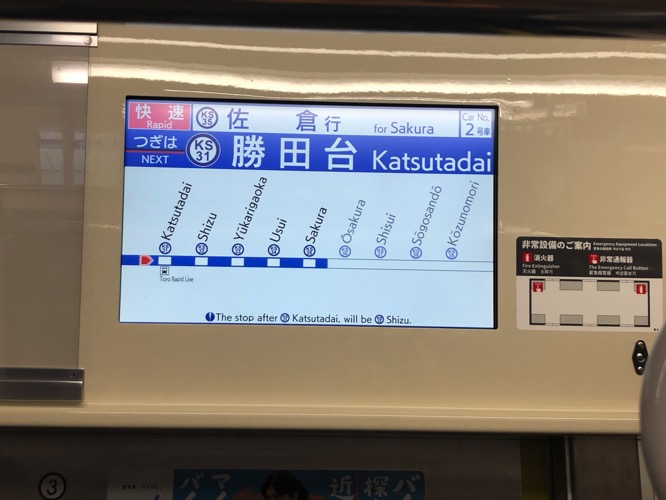 快速
Rapid
KS
35
佐倉行
for Sakura
Car No.
2
号車
つぎは
NEXT
KS
31
勝田台 Katsutadai
Katsutadai
Shizu
Yūkarigaoka
Usui
Sakura
Ōsakura
Shisui
Sōgosandō
Kōzunomori
Toyo Rapid Line
The stop after Katsutadai, will be Shizu.
非常設備のご案内 Emergency Equipment Locations
消火器
Fire Extinguisher
非常通報器
The Emergency Call Button
3